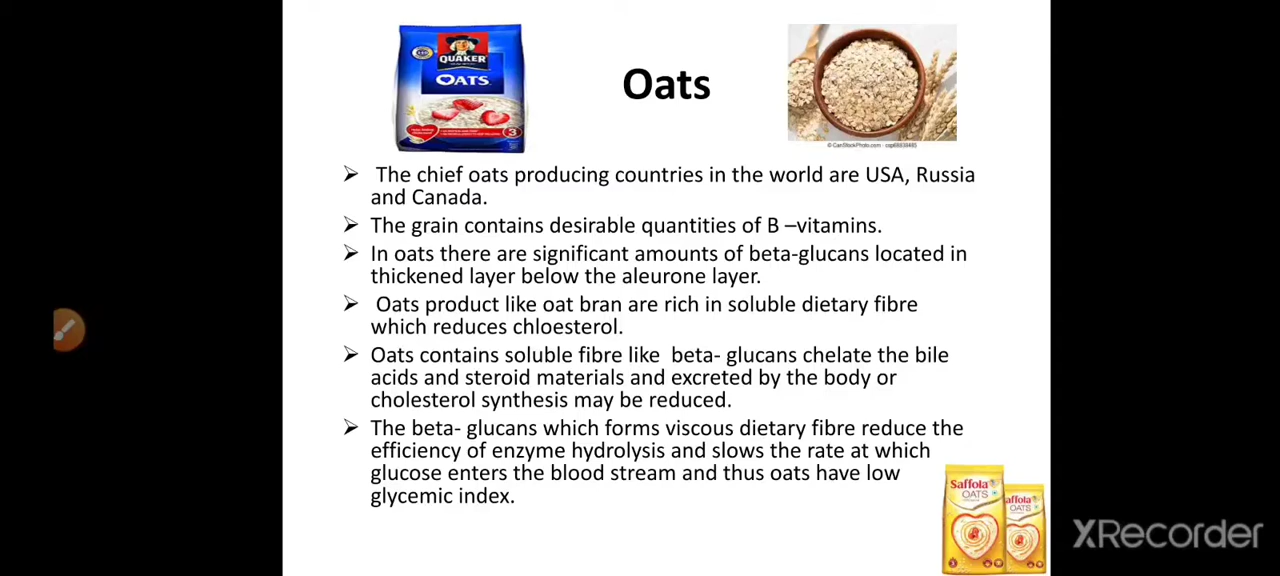 QUAKER
OATS
3
Oats
© CanStockPhoto.com - csp68839485
➢ The chief oats producing countries in the world are USA, Russia
and Canada.
➢ The grain contains desirable quantities of B –vitamins.
➢ In oats there are significant amounts of beta-glucans located in
thickened layer below the aleurone layer.
➢ Oats product like oat bran are rich in soluble dietary fibre
which reduces chloesterol.
➢ Oats contains soluble fibre like beta- glucans chelate the bile
acids and steroid materials and excreted by the body or
cholesterol synthesis may be reduced.
➢ The beta- glucans which forms viscous dietary fibre reduce the
efficiency of enzyme hydrolysis and slows the rate at which
glucose enters the blood stream and thus oats have low
glycemic index.
Saffola
OATS
affola
OATS
XRecorder